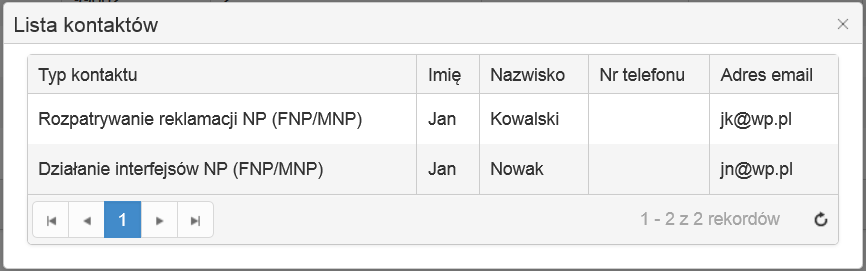 Lista kontaktów
Typ kontaktu Imię Nazwisko Nr telefonu Adres email
Rozpatrywanie reklamacji NP (FNP/MNP) Jan Kowalski jk@wp.pl
Działanie interfejsów NP (FNP/MNP) Jan Nowak jn@wp.pl
1 1 - 2 z 2 rekordów